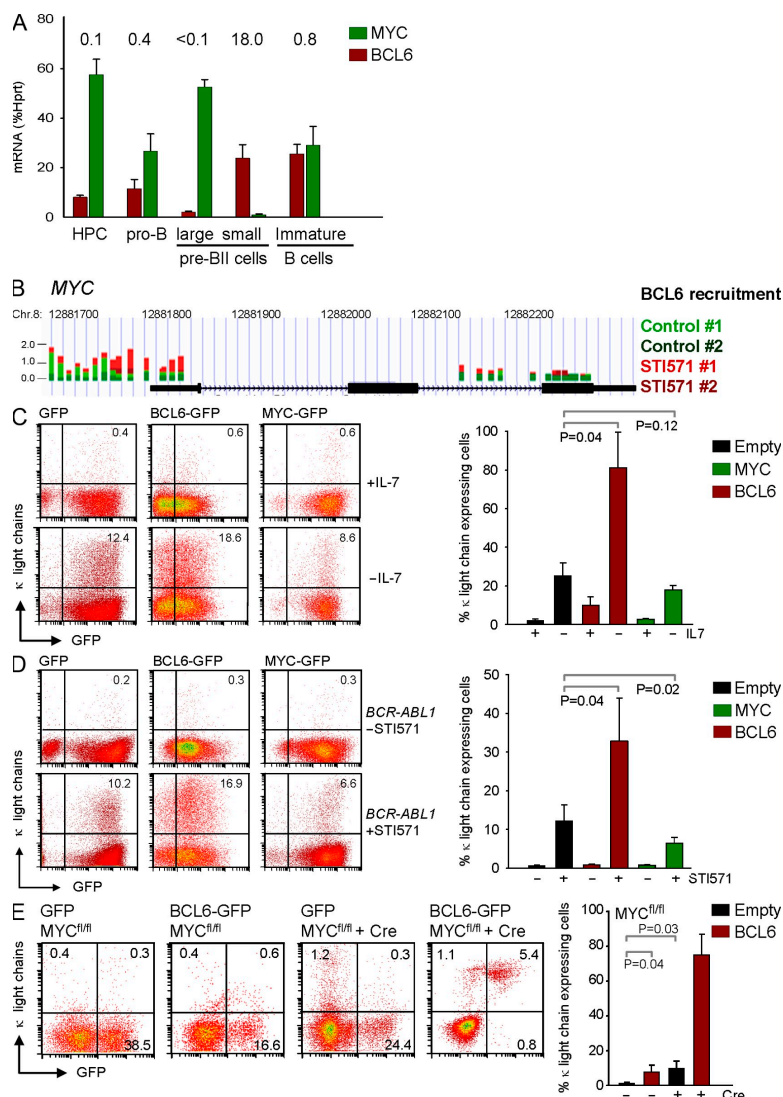 A
MYC
BCL6
0.1 0.4 <0.1 18.0 0.8
mRNA (%Hprt)
80
60
40
20
0
HPC pro-B large small Immature
pre-BII cells B cells
B MYC BCL6 recruitment
Chr.8: 12881700 12881800 12881900 12882000 12882100 12882200
Control #1
Control #2
STI571 #1
STI571 #2
2.0
1.0
0.0
C GFP BCL6-GFP MYC-GFP
0.4 0.6 0.6
+IL-7
12.4 18.6 8.6
–IL-7
κ light chains
GFP
% κ light chain expressing cells
100
80
60
40
20
0
P=0.04 P=0.12
Empty
MYC
BCL6
+ – + – + – IL7
D GFP BCL6-GFP MYC-GFP
0.2 0.3 0.3
BCR-ABL1
–STI571
10.2 16.9 6.6
BCR-ABL1
+STI571
κ light chains
GFP
% κ light chain expressing cells
50
40
30
20
10
0
P=0.04 P=0.02
Empty
MYC
BCL6
– + – + – + STI571
E GFP BCL6-GFP GFP BCL6-GFP
MYCfl/fl MYCfl/fl MYCfl/fl + Cre MYCfl/fl + Cre
0.4 0.3 0.4 0.6 1.2 0.3 1.1 5.4
38.5 16.6 24.4 0.8
κ light chains
GFP
% κ light chain expressing cells
100
80
60
40
20
0
MYCfl/fl
Empty
BCL6
P=0.03
P=0.04
– – + + Cre